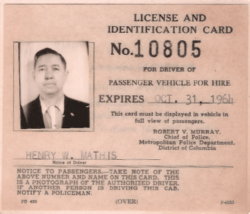 LICENSE AND
IDENTIFICATION CARD
No. 10805
FOR DRIVER OF
PASSENGER VEHICLE FOR HIRE
EXPIRES OCT. 31, 1964
This card must be displayed in vehicle in
full view of passengers.
ROBERT V. MURRAY,
Chief of Police,
Metropolitan Police Department,
District of Columbia
HENRY W. MATHIS
Name of Driver
NOTICE TO PASSENGERS.—TAKE NOTE OF
THE ABOVE NUMBER AND NAME ON THIS CARD. THIS
IS A PHOTOGRAPH OF THE AUTHORIZED DRIVER.
IF ANOTHER PERSON IS DRIVING THIS CAB,
NOTIFY A POLICEMAN.
(OVER)